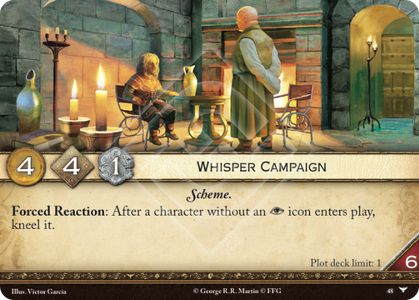 4 4 1 Whisper Campaign
Scheme.
Forced Reaction: After a character without an icon enters play,
kneel it.
Plot deck limit: 1
6
Illus. Victor Garcia © George R.R. Martin © FFG 48